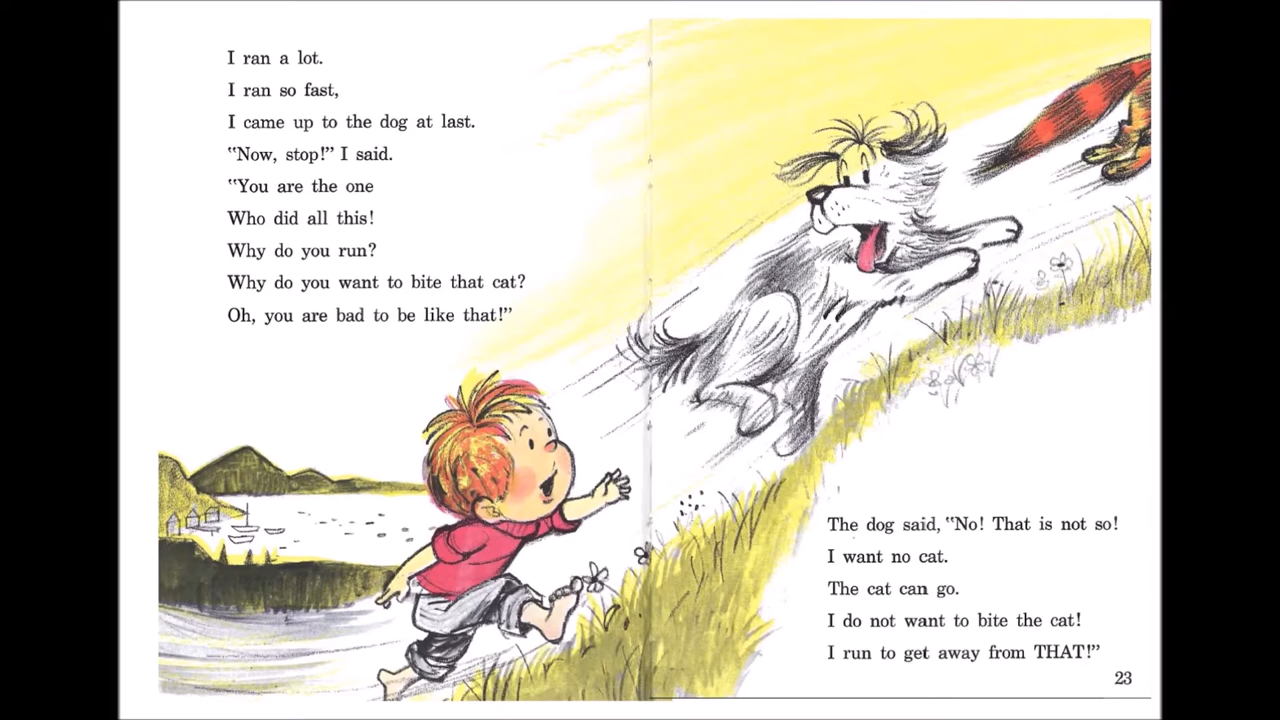 I ran a lot.
I ran so fast,
I came up to the dog at last.
"Now, stop!" I said.
"You are the one
Who did all this!
Why do you run?
Why do you want to bite that cat?
Oh, you are bad to be like that!"
The dog said, "No! That is not so!
I want no cat.
The cat can go.
I do not want to bite the cat!
I run to get away from THAT!"
23